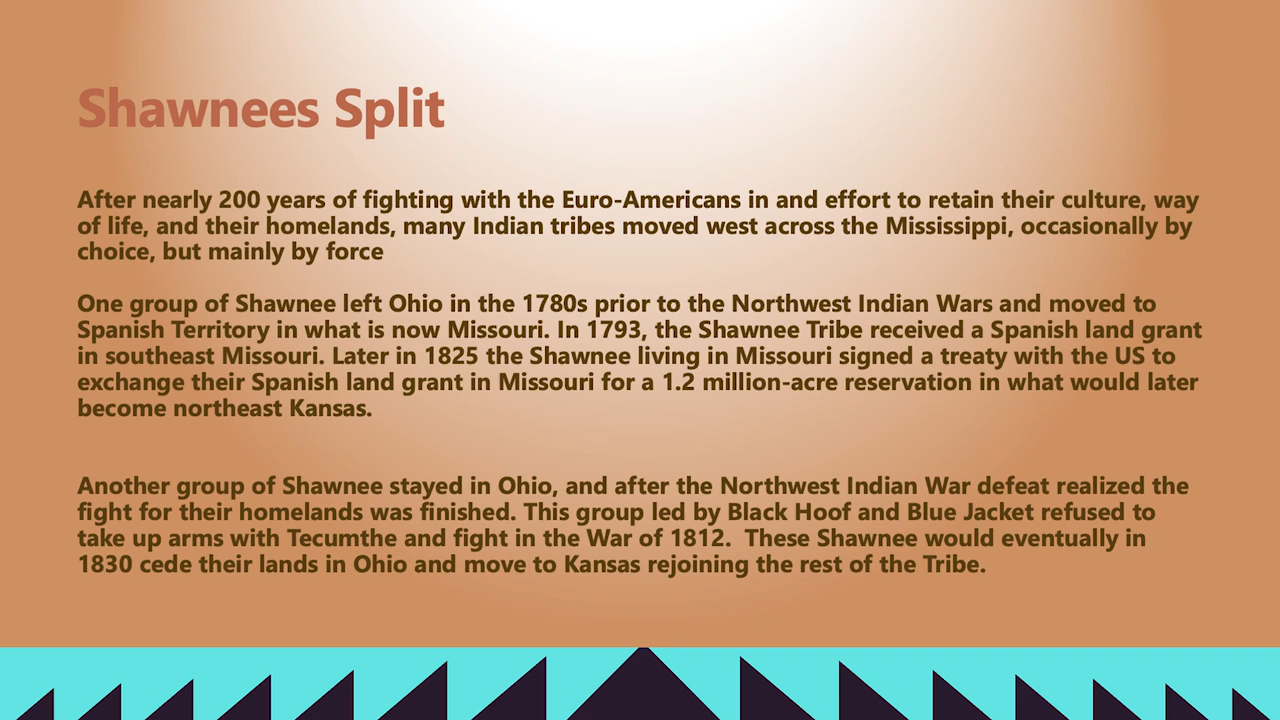 Shawnees Split
After nearly 200 years of fighting with the Euro-Americans in and effort to retain their culture, way
of life, and their homelands, many Indian tribes moved west across the Mississippi, occasionally by
choice, but mainly by force
One group of Shawnee left Ohio in the 1780s prior to the Northwest Indian Wars and moved to
Spanish Territory in what is now Missouri. In 1793, the Shawnee Tribe received a Spanish land grant
in southeast Missouri. Later in 1825 the Shawnee living in Missouri signed a treaty with the US to
exchange their Spanish land grant in Missouri for a 1.2 million-acre reservation in what would later
become northeast Kansas.
Another group of Shawnee stayed in Ohio, and after the Northwest Indian War defeat realized the
fight for their homelands was finished. This group led by Black Hoof and Blue Jacket refused to
take up arms with Tecumthe and fight in the War of 1812.  These Shawnee would eventually in
1830 cede their lands in Ohio and move to Kansas rejoining the rest of the Tribe.